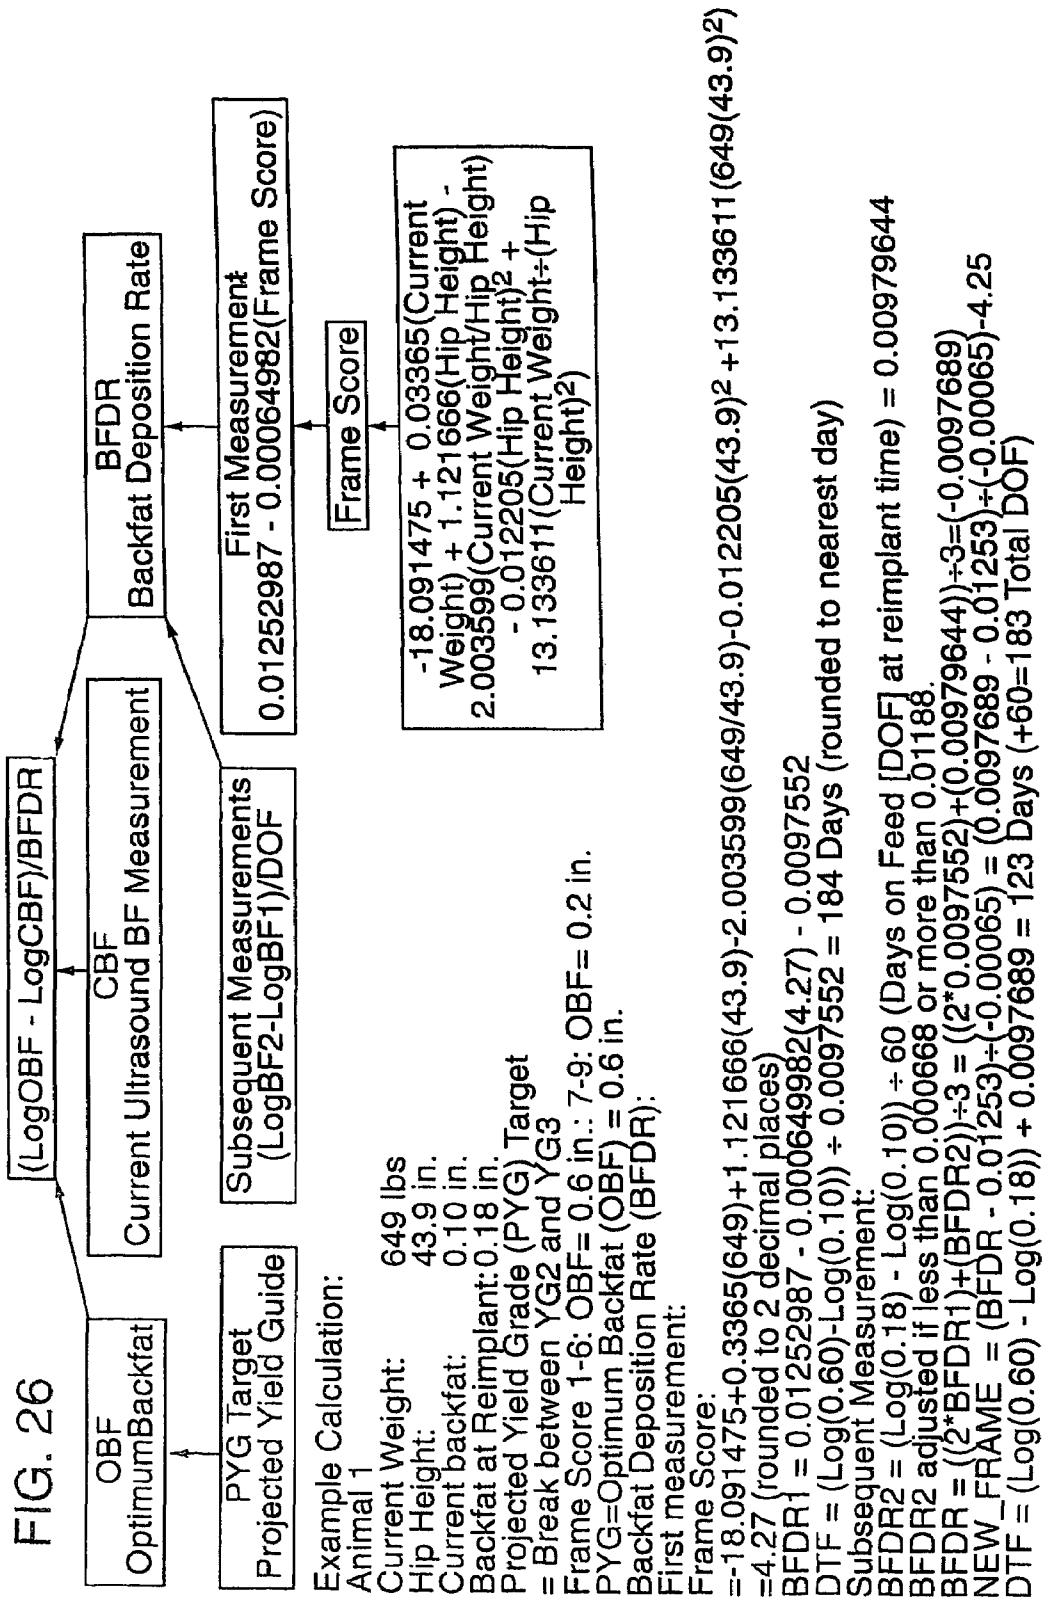 FIG. 26
(LogOBF - LogCBF)/BFDR
OBF
OptimumBackfat
CBF
Current Ultrasound BF Measurement
BFDR
Backfat Deposition Rate
PYG Target
Projected Yield Guide
Subsequent Measurements
(LogBF2-LogBF1)/DOF
First Measurement
0.01252987 - 0.00064982(Frame Score)
Frame Score
-18.091475 + 0.03365(Current
Weight) + 1.121666(Hip Height) -
2.003599(Current Weight/Hip Height)
- 0.012205(Hip Height)² +
13.133611(Current Weight÷(Hip
Height)²)
Example Calculation:
Animal 1
Current Weight: 649 lbs
Hip Height: 43.9 in.
Current backfat: 0.10 in.
Backfat at Reimplant: 0.18 in.
Projected Yield Grade (PYG) Target
= Break between YG2 and YG3
Frame Score 1-6: OBF= 0.6 in.: 7-9: OBF= 0.2 in.
PYG=Optimum Backfat (OBF) = 0.6 in.
Backfat Deposition Rate (BFDR):
First measurement:
Frame Score:
=-18.091475+0.3365(649)+1.121666(43.9)-2.003599(649/43.9)-0.012205(43.9)² +13.133611(649(43.9)²)
=4.27 (rounded to 2 decimal places)
BFDR1 = 0.01252987 - 0.00649982(4.27) - 0.0097552
DTF = (Log(0.60)-Log(0.10)) ÷ 0.0097552 = 184 Days (rounded to nearest day)
Subsequent Measurement:
BFDR2 = (Log(0.18) - Log(0.10)) ÷ 60 (Days on Feed [DOF] at reimplant time) = 0.00979644
BFDR2 adjusted if less than 0.000668 or more than 0.01188.
BFDR = ((2*BFDR1)+(BFDR2))÷3 = ((2*0.0097552)+(0.00979644))÷3=(-0.0097689)
NEW_FRAME = (BFDR - 0.01253)÷(-0.00065) = (0.0097689 - 0.01253)÷(-0.00065)-4.25
DTF = (Log(0.60) - Log(0.18)) + 0.0097689 = 123 Days (+60=183 Total DOF)